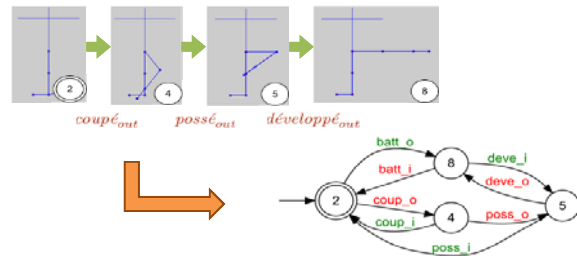 2
4
5
8
coupé_out possé_out développé_out
batt_o
8
deve_i
batt_i
deve_o
2
coup_o
4
poss_o
5
coup_i
poss_i